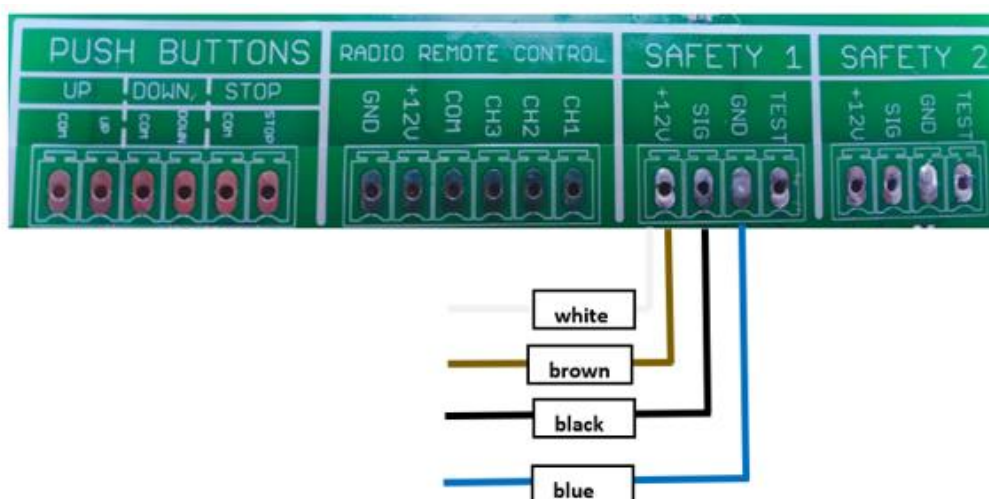 PUSH BUTTONS
RADIO REMOTE CONTROL
SAFETY 1
SAFETY 2
UP DOWN, STOP
COM UP COM DOWN COM STOP
GND +12V COM CH3 CH2 CH1
+12V SIG GND TEST
+12V SIG GND TEST
white
brown
black
blue